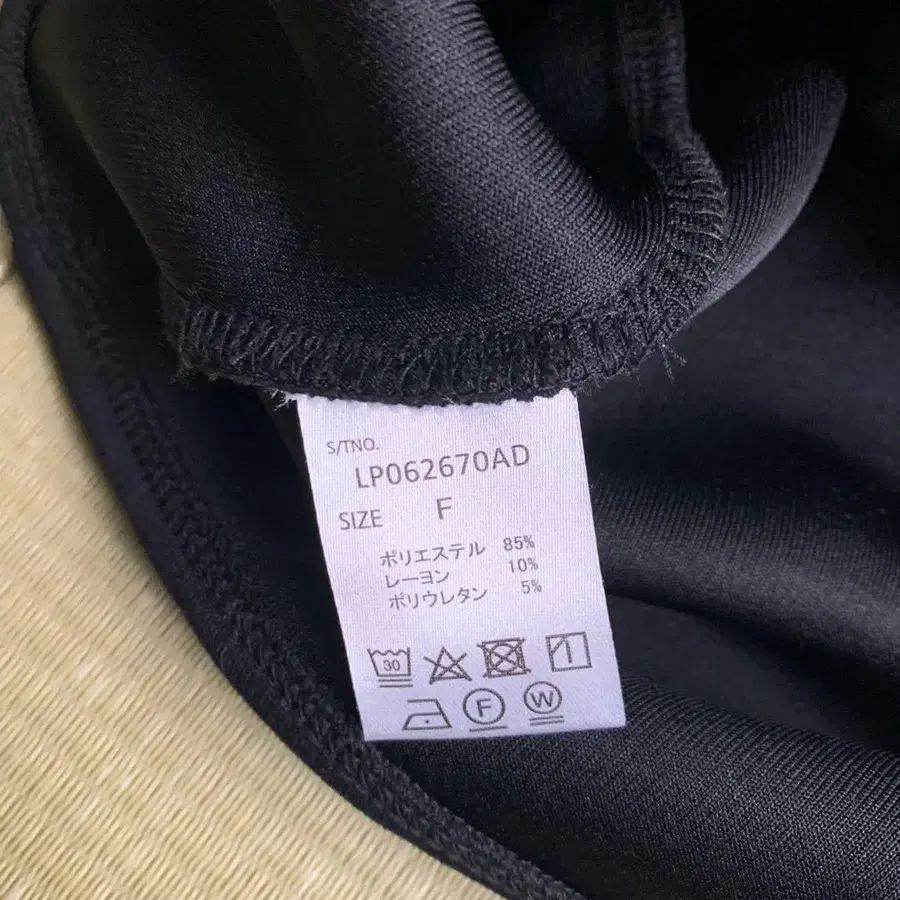 S/TNO.
LP062670AD
SIZE F
ポリエステル 85%
レーヨン 10%
ポリウレタン 5%
30
F W